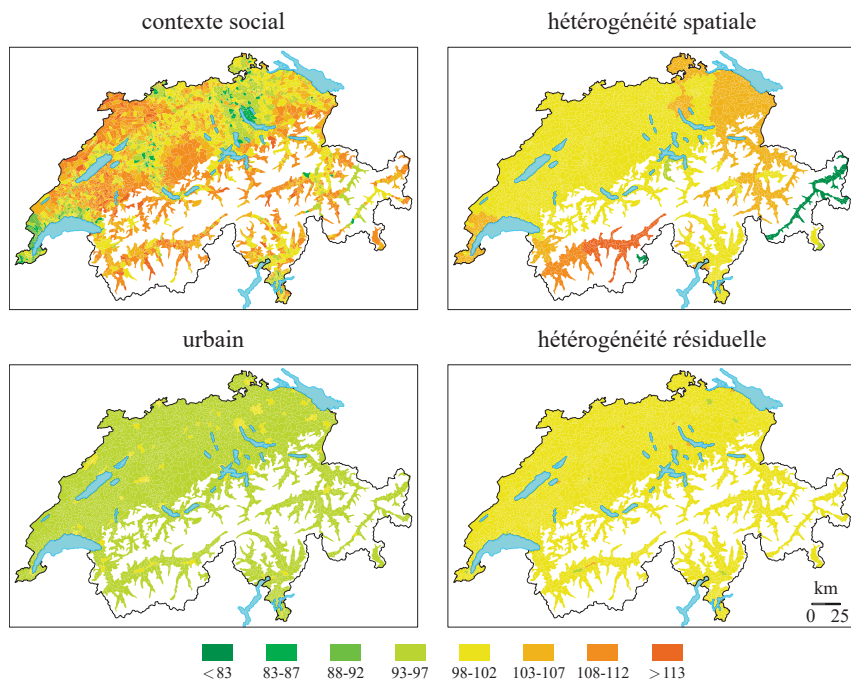 contexte social
hétérogénéité spatiale
urbain
hétérogénéité résiduelle
km
0 25
<83
83-87
88-92
93-97
98-102
103-107
108-112
>113